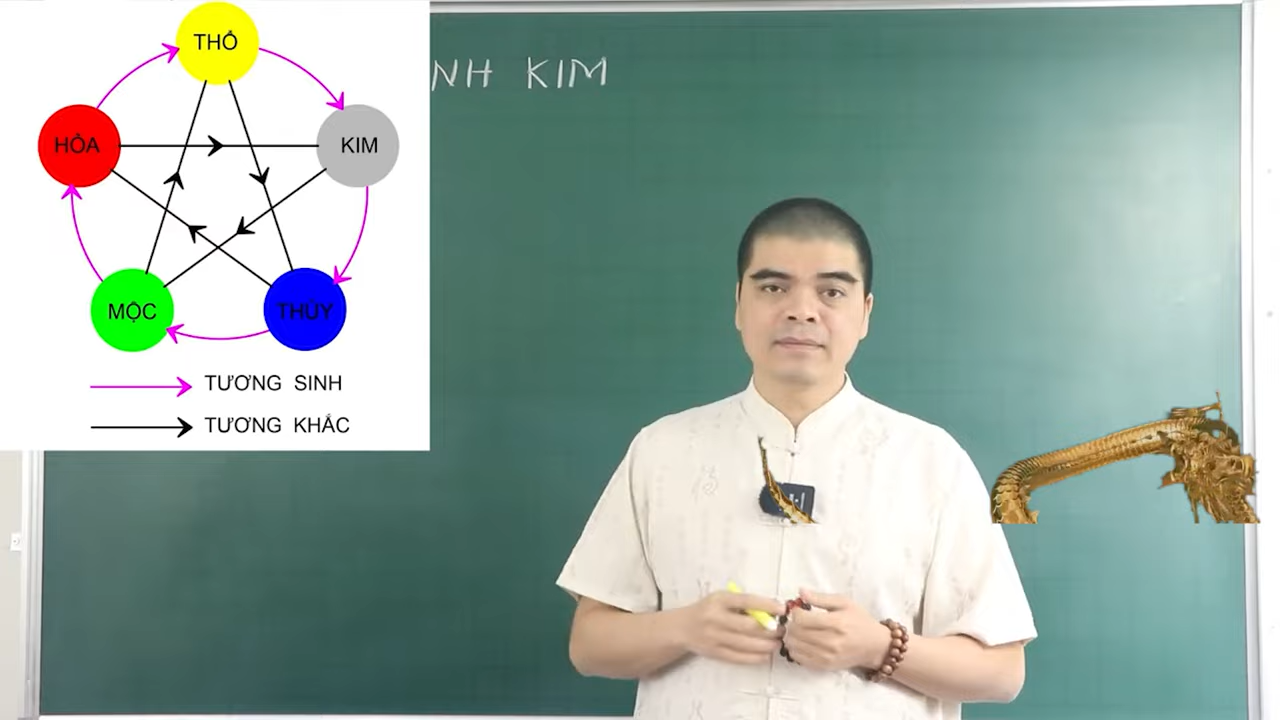 THỔ
NH KIM
HỎA
KIM
MỘC
THỦY
TƯƠNG SINH
TƯƠNG KHẮC